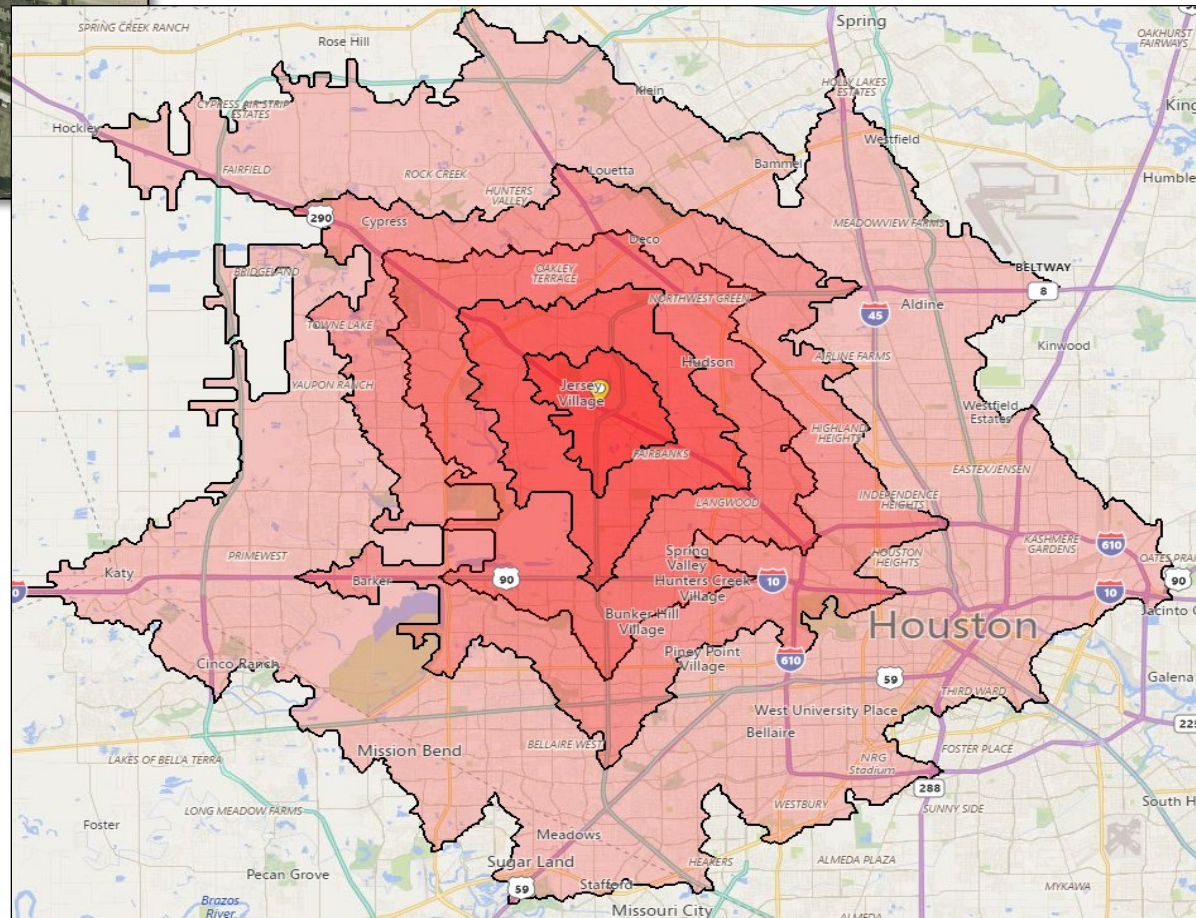 SPRING CREEK RANCH
Rose Hill
Spring
OAKHURST
FAIRWAYS
HOLLY LAKES
ESTATES
Klein
King
CYPRESS AIRSTRIP
ESTATES
Hockley
Westfield
Bammel
FAIRFIELD
ROCK CREEK
Louetta
Humble
HUNTERS
VALLEY
290
Cypress
MEADOWVIEW FARMS
Deco
BRIDGELAND
OAKLEY
TERRACE
BELTWAY
8
NORTHWEST GREEN
Aldine
45
TOWNE LAKE
Kinwood
Hudson
AIRLINE FARMS
YAUPON RANCH
Jersey
Village
Westfield
Estates
HIGHLAND
HEIGHTS
FAIRBANKS
EASTEX/JENSEN
LANGWOOD
INDEPENDENCE
HEIGHTS
KASHMERE
GARDENS
610
PRIMEWEST
Spring
Valley
HOUSTON
HEIGHTS
OATES PRAI
Katy
Barker
90
Hunters Creek
Village
10
90
10
0
Jacinto C
Bunker Hill
Village
Houston
Piney Point
Village
610
Cinco Ranch
59
Galena
THIRD WARD
West University Place
225
Bellaire
BELLAIRE WEST
Mission Bend
FOSTER PLACE
LAKES OF BELLA TERRA
NRG
Stadium
288
LONG MEADOW FARMS
WESTBURY
SUNNY SIDE
South H
Foster
Meadows
Sugar Land
HEAKERS
ALMEDA PLAZA
Pecan Grove
59
Stafford
MYKAWA
Brazos
River
Missouri City
ALMEDA